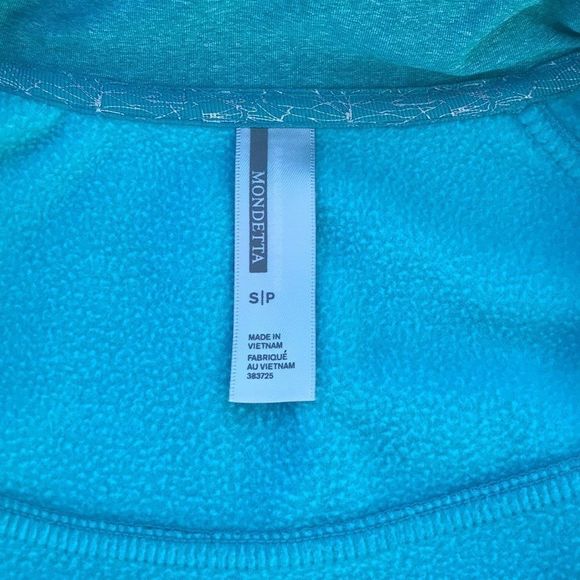 MONDETTA
S|P
MADE IN
VIETNAM
FABRIQUÉ
AU VIETNAM
383725